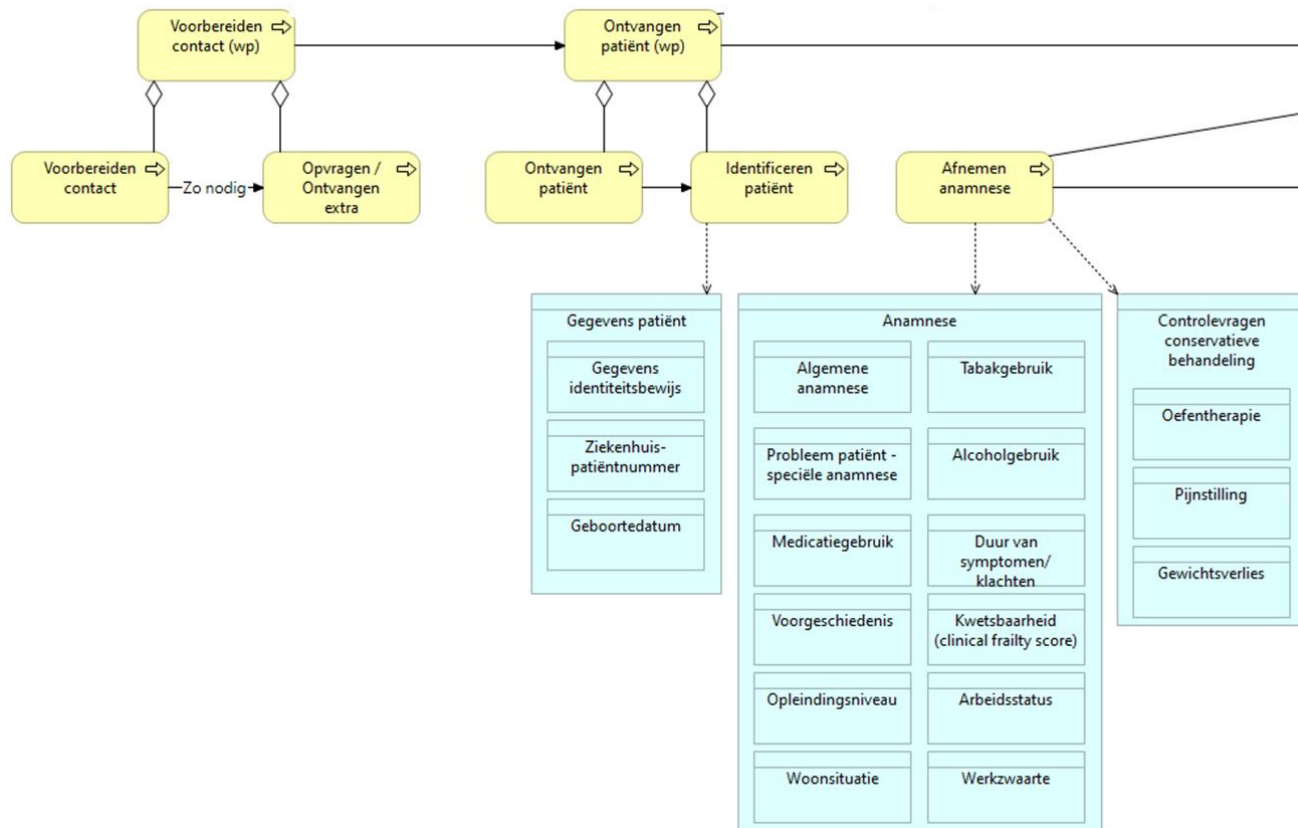 Voorbereiden
contact (wp)
Ontvangen
patiënt (wp)
Voorbereiden
contact
Zo nodig
Opvragen /
Ontvangen
extra
Ontvangen
patiënt
Identificeren
patiënt
Afnemen
anamnese
Gegevens patiënt
Gegevens
identiteitsbewijs
Ziekenhuis-
patiëntnummer
Geboortedatum
Anamnese
Algemene
anamnese
Tabakgebruik
Probleem patiënt -
speciële anamnese
Alcoholgebruik
Medicatiegebruik
Duur van
symptomen/
klachten
Voorgeschiedenis
Kwetsbaarheid
(clinical frailty score)
Opleindingsniveau
Arbeidsstatus
Woonsituatie
Werkzwaarte
Controlevragen
conservatieve
behandeling
Oefentherapie
Pijnstilling
Gewichtsverlies